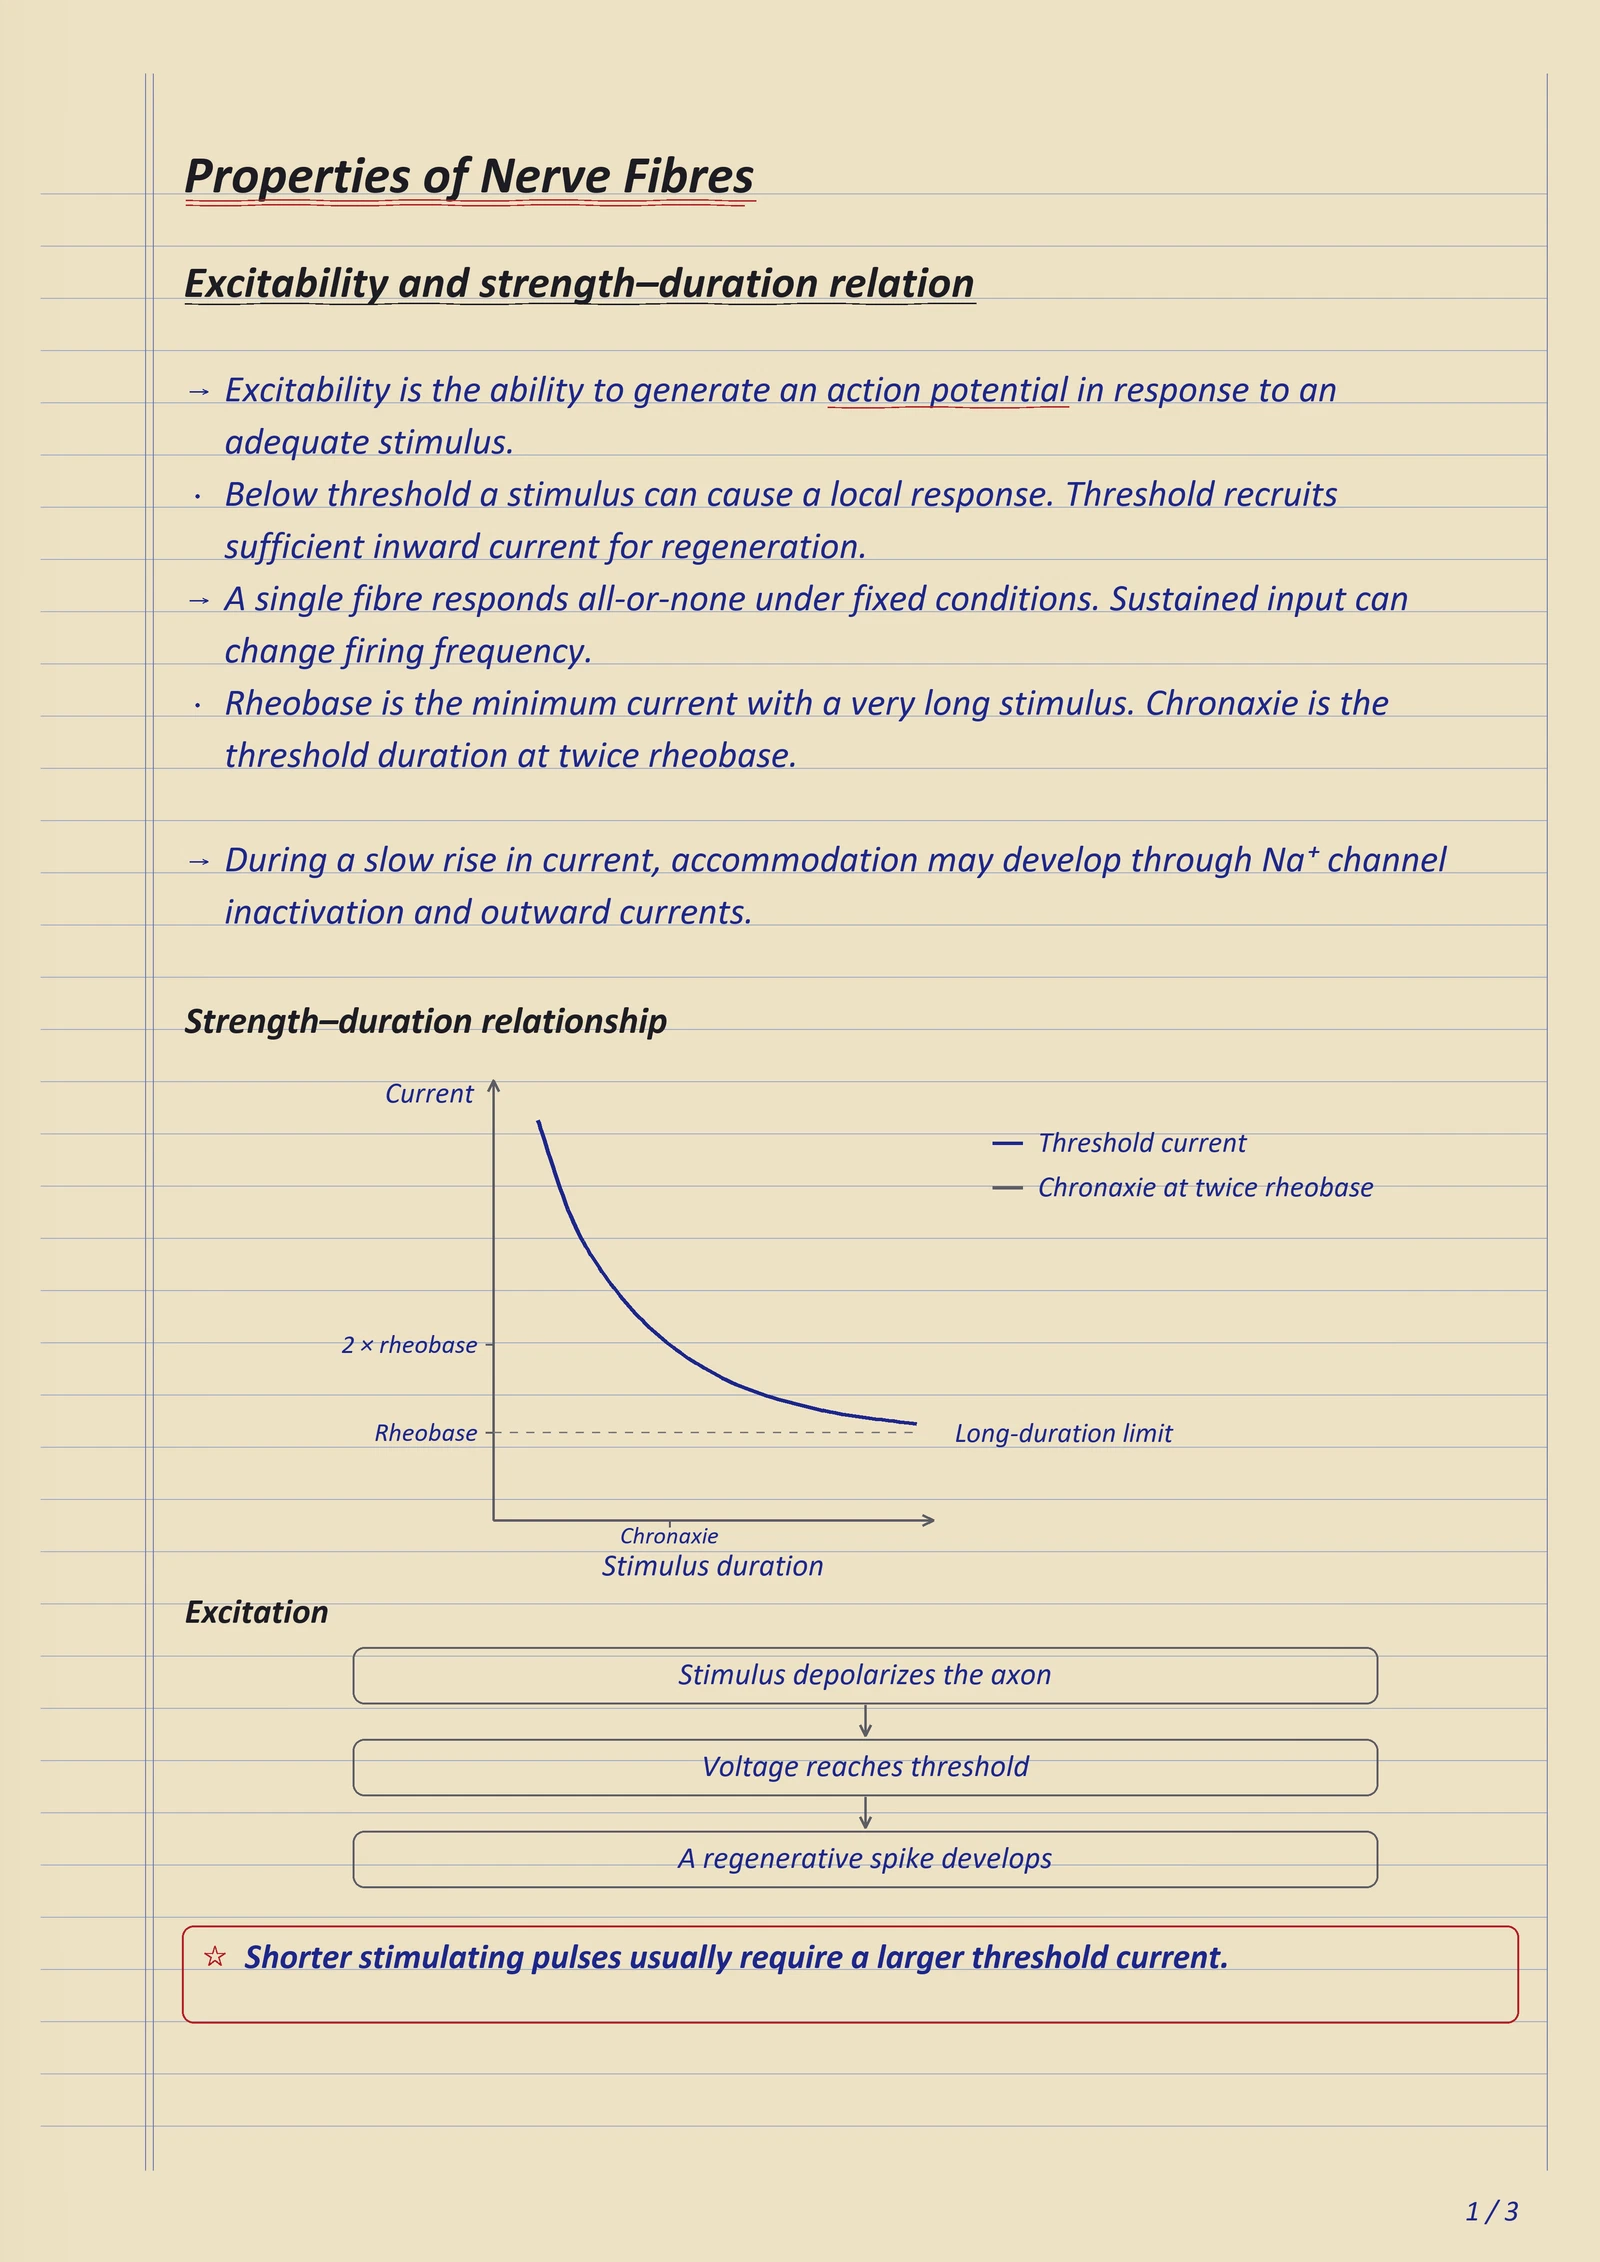 Properties of Nerve Fibres
Excitability and strength–duration relation
→ Excitability is the ability to generate an action potential in response to an
adequate stimulus.
· Below threshold a stimulus can cause a local response. Threshold recruits
sufficient inward current for regeneration.
→ A single fibre responds all-or-none under fixed conditions. Sustained input can
change firing frequency.
· Rheobase is the minimum current with a very long stimulus. Chronaxie is the
threshold duration at twice rheobase.
→ During a slow rise in current, accommodation may develop through Na⁺ channel
inactivation and outward currents.
Strength–duration relationship
Current
Threshold current
Chronaxie at twice rheobase
2 × rheobase
Rheobase
Long-duration limit
Chronaxie
Stimulus duration
Excitation
Stimulus depolarizes the axon
Voltage reaches threshold
A regenerative spike develops
☆ Shorter stimulating pulses usually require a larger threshold current.
1 / 3